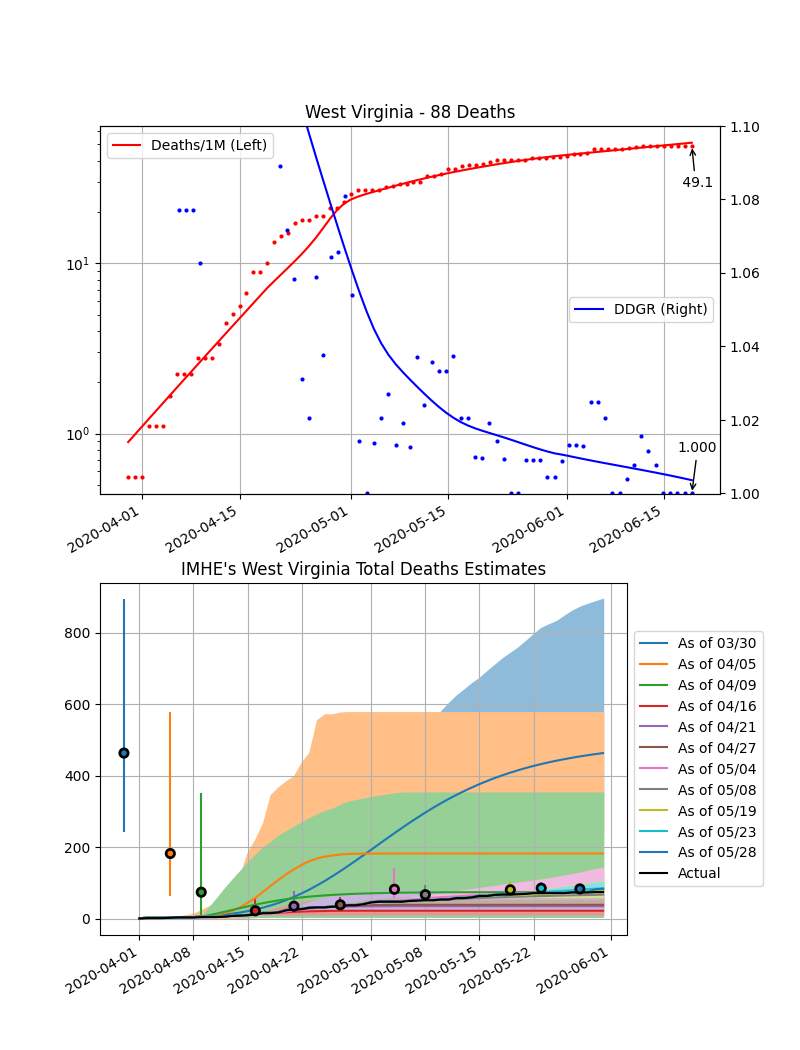 West Virginia - 88 Deaths
Deaths/1M (Left)
DDGR (Right)
49.1
1.000
10^1
10^0
1.10
1.08
1.06
1.04
1.02
1.00
2020-04-01
2020-04-15
2020-05-01
2020-05-15
2020-06-01
2020-06-15
IMHE's West Virginia Total Deaths Estimates
800
600
400
200
0
2020-04-01
2020-04-08
2020-04-15
2020-04-22
2020-05-01
2020-05-08
2020-05-15
2020-05-22
2020-06-01
As of 03/30
As of 04/05
As of 04/09
As of 04/16
As of 04/21
As of 04/27
As of 05/04
As of 05/08
As of 05/19
As of 05/23
As of 05/28
Actual